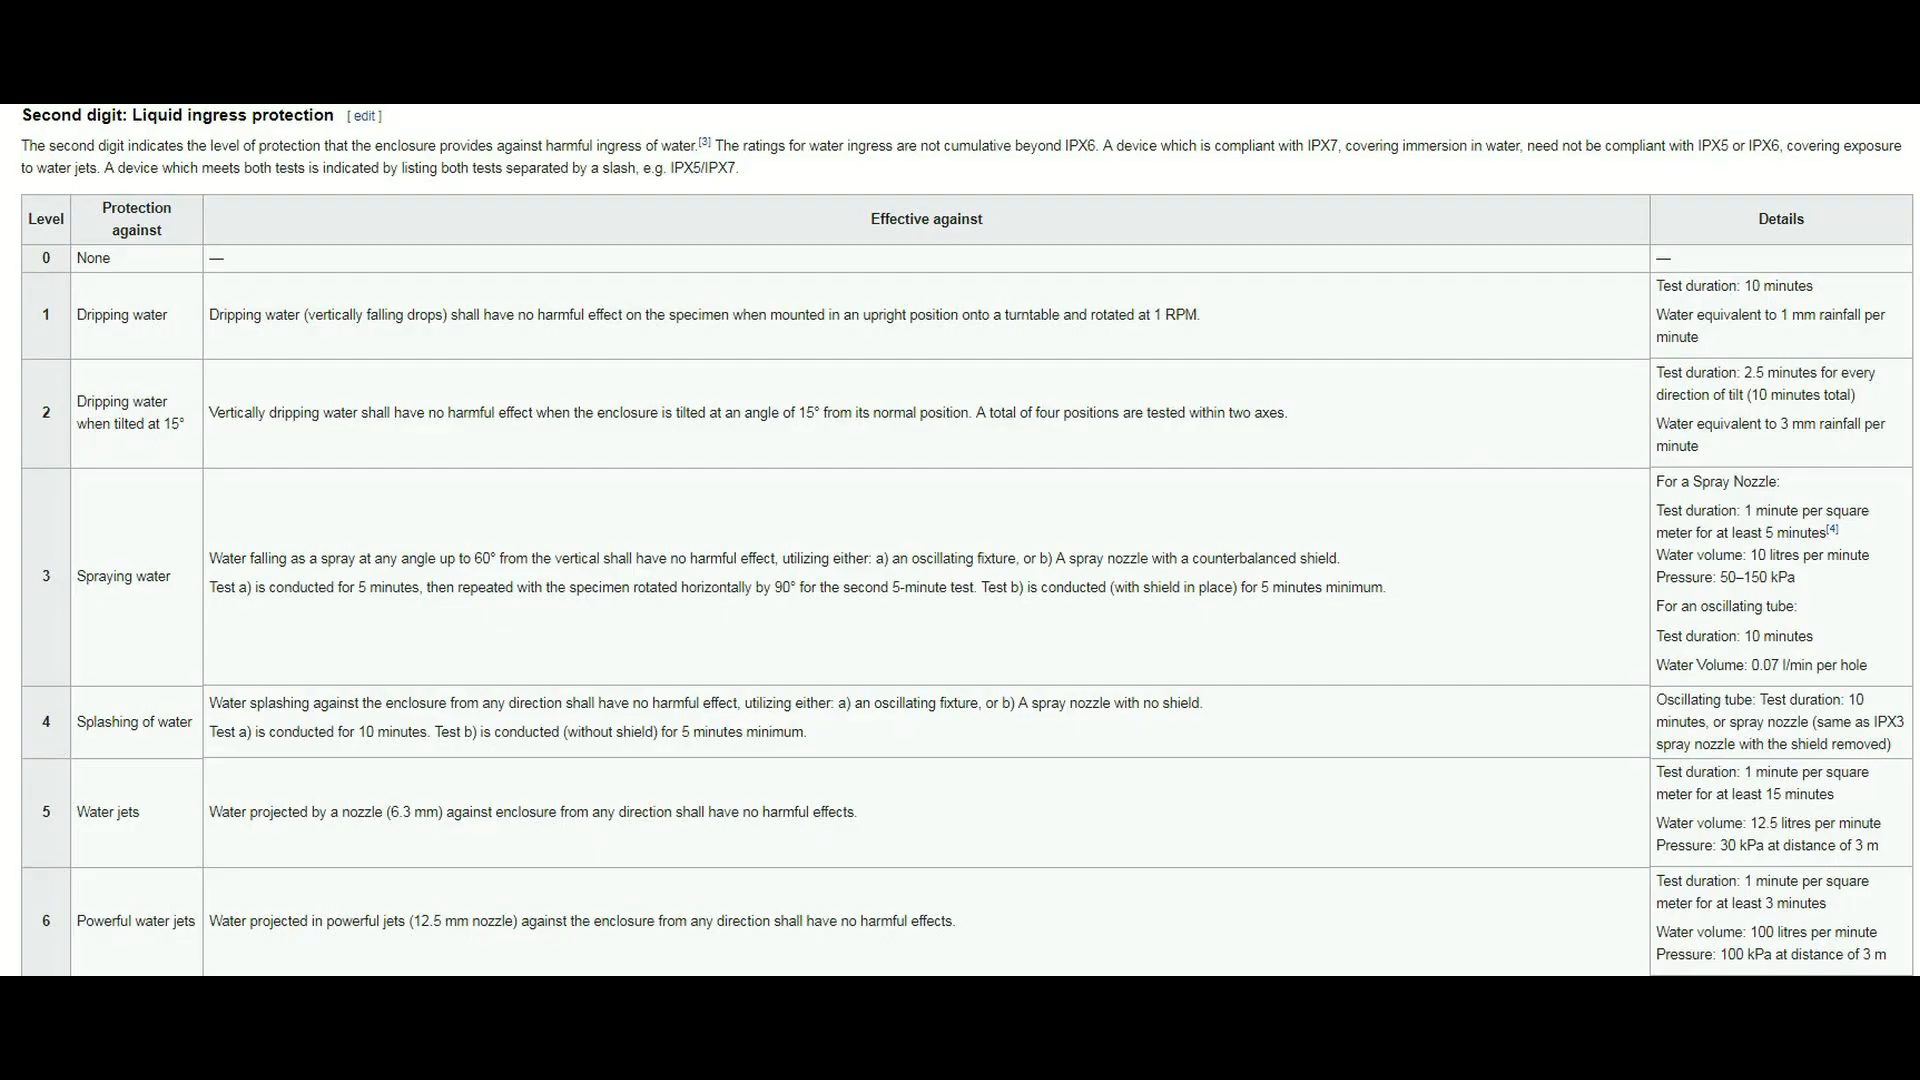 Second digit: Liquid ingress protection [ edit ]
The second digit indicates the level of protection that the enclosure provides against harmful ingress of water.[3] The ratings for water ingress are not cumulative beyond IPX6. A device which is compliant with IPX7, covering immersion in water, need not be compliant with IPX5 or IPX6, covering exposure
to water jets. A device which meets both tests is indicated by listing both tests separated by a slash, e.g. IPX5/IPX7.
Level
Protection
against
Effective against
Details
0
None
—
—
1
Dripping water
Dripping water (vertically falling drops) shall have no harmful effect on the specimen when mounted in an upright position onto a turntable and rotated at 1 RPM.
Test duration: 10 minutes
Water equivalent to 1 mm rainfall per
minute
2
Dripping water
when tilted at 15°
Vertically dripping water shall have no harmful effect when the enclosure is tilted at an angle of 15° from its normal position. A total of four positions are tested within two axes.
Test duration: 2.5 minutes for every
direction of tilt (10 minutes total)
Water equivalent to 3 mm rainfall per
minute
3
Spraying water
Water falling as a spray at any angle up to 60° from the vertical shall have no harmful effect, utilizing either: a) an oscillating fixture, or b) A spray nozzle with a counterbalanced shield.
Test a) is conducted for 5 minutes, then repeated with the specimen rotated horizontally by 90° for the second 5-minute test. Test b) is conducted (with shield in place) for 5 minutes minimum.
For a Spray Nozzle:
Test duration: 1 minute per square
meter for at least 5 minutes[4]
Water volume: 10 litres per minute
Pressure: 50–150 kPa
For an oscillating tube:
Test duration: 10 minutes
Water Volume: 0.07 l/min per hole
4
Splashing of water
Water splashing against the enclosure from any direction shall have no harmful effect, utilizing either: a) an oscillating fixture, or b) A spray nozzle with no shield.
Test a) is conducted for 10 minutes. Test b) is conducted (without shield) for 5 minutes minimum.
Oscillating tube: Test duration: 10
minutes, or spray nozzle (same as IPX3
spray nozzle with the shield removed)
5
Water jets
Water projected by a nozzle (6.3 mm) against enclosure from any direction shall have no harmful effects.
Test duration: 1 minute per square
meter for at least 15 minutes
Water volume: 12.5 litres per minute
Pressure: 30 kPa at distance of 3 m
6
Powerful water jets
Water projected in powerful jets (12.5 mm nozzle) against the enclosure from any direction shall have no harmful effects.
Test duration: 1 minute per square
meter for at least 3 minutes
Water volume: 100 litres per minute
Pressure: 100 kPa at distance of 3 m